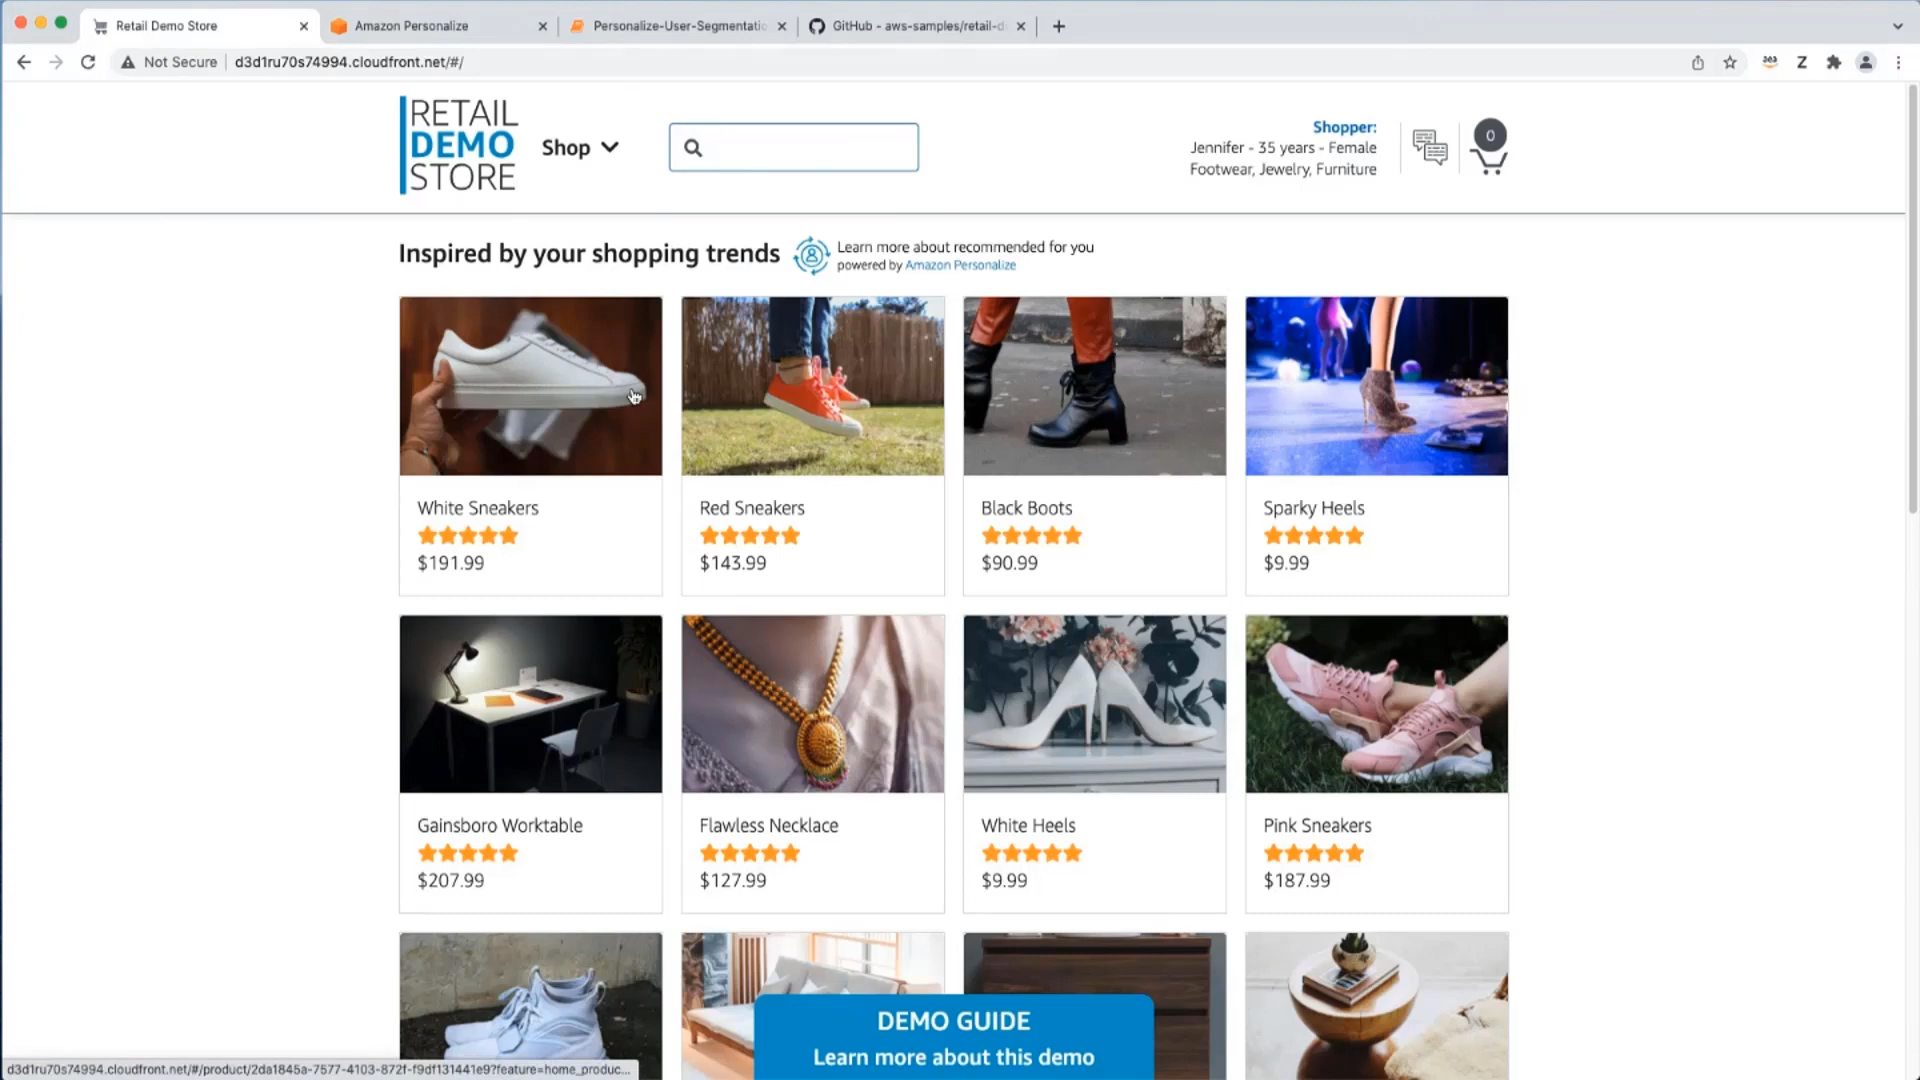 Retail Demo Store
Amazon Personalize
Personalize-User-Segmentatio
GitHub - aws-samples/retail-d
Not Secure
d3d1ru70s74994.cloudfront.net/#/
Z
RETAIL
DEMO
STORE
Shop
Shopper:
Jennifer - 35 years - Female
Footwear, Jewelry, Furniture
0
Inspired by your shopping trends
Learn more about recommended for you
powered by Amazon Personalize
White Sneakers
$191.99
Red Sneakers
$143.99
Black Boots
$90.99
Sparky Heels
$9.99
Gainsboro Worktable
$207.99
Flawless Necklace
$127.99
White Heels
$9.99
Pink Sneakers
$187.99
DEMO GUIDE
Learn more about this demo
d3d1ru70s74994.cloudfront.net/#/product/2da1845a-7577-4103-872f-f9df131441e9?feature=home_produc...